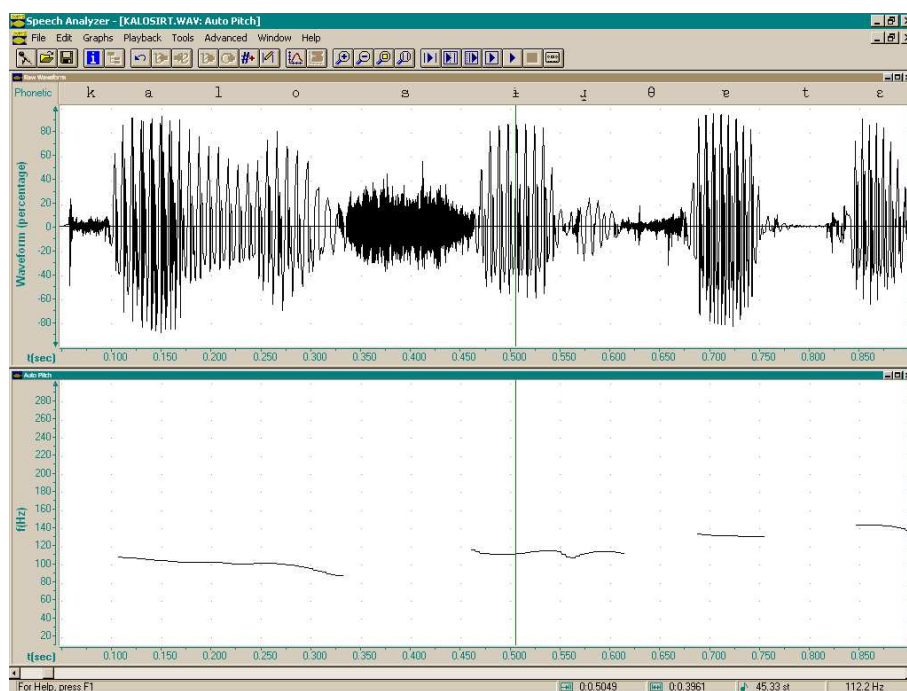 Speech Analyzer - [KALOSIRT.WAV: Auto Pitch]
File Edit Graphs Playback Tools Advanced Window Help
Raw Waveform
Phonetic k a l o s ɨ ɹ̝ θ ɐ t ɛ
Waveform (percentage)
80
60
40
20
0
-20
-40
-60
-80
t(sec) 0.100 0.150 0.200 0.250 0.300 0.350 0.400 0.450 0.500 0.550 0.600 0.650 0.700 0.750 0.800 0.850
Auto Pitch
f(Hz)
280
260
240
220
200
180
160
140
120
100
80
60
40
20
t(sec) 0.100 0.150 0.200 0.250 0.300 0.350 0.400 0.450 0.500 0.550 0.600 0.650 0.700 0.750 0.800 0.850
For Help, press F1 0:0.5049 0:0.3961 45.33 st 112.2 Hz